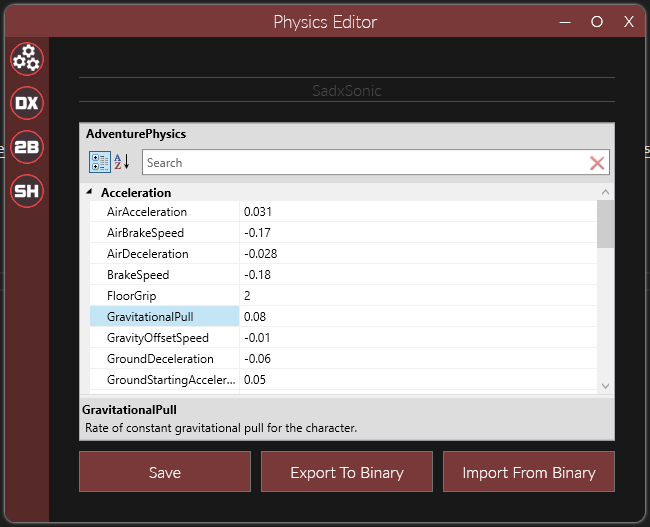 Physics Editor
DX
2B
SH
SadxSonic
AdventurePhysics
Search
Acceleration
AirAcceleration 0.031
AirBrakeSpeed -0.17
AirDeceleration -0.028
BrakeSpeed -0.18
FloorGrip 2
GravitationalPull 0.08
GravityOffsetSpeed -0.01
GroundDeceleration -0.06
GroundStartingacceler... 0.05
GravitationalPull
Rate of constant gravitational pull for the character.
Save
Export To Binary
Import From Binary